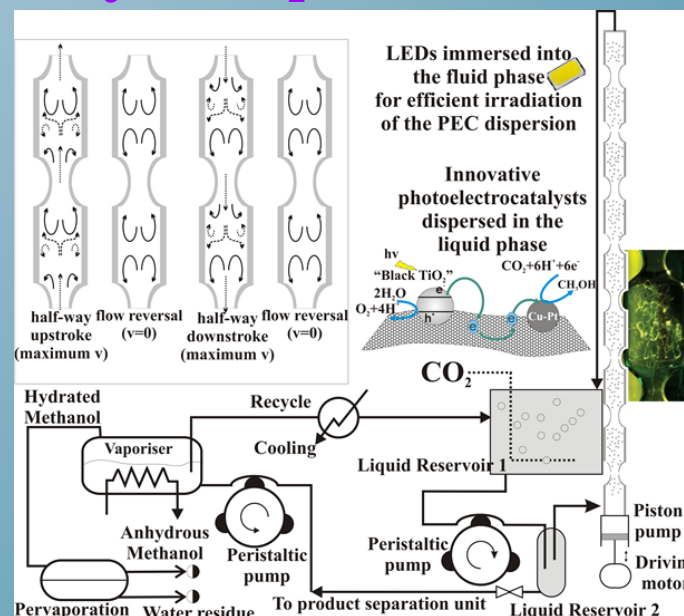 half-way
upstroke
(maximum v)
flow reversal
(v=0)
half-way
downstroke
(maximum v)
flow reversal
(v=0)
LEDs immersed into
the fluid phase
for efficient irradiation
of the PEC dispersion
Innovative
photoelectrocatalysts
dispersed in the
liquid phase
hν
“Black TiO₂”
2H₂O
O₂+4H⁺
e⁻
h⁺
e
e
CO₂+6H⁺+6e⁻
CH₃OH
Cu-Pt
CO₂
Hydrated
Methanol
Vaporiser
Recycle
Cooling
Liquid Reservoir 1
Anhydrous
Methanol
Peristaltic
pump
Peristaltic
pump
Piston
pump
Drivin
motor
Pervaporation
Water residue
To product separation unit
Liquid Reservoir 2